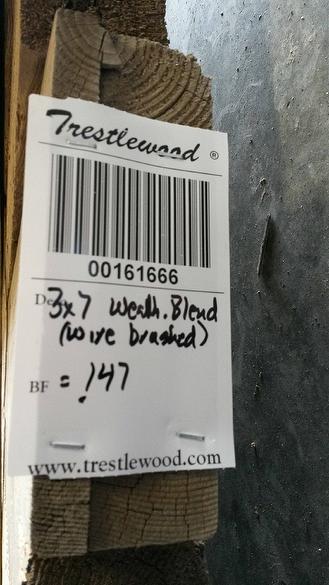 Trestlewood ®
00161666
De 3x7 Weath. Blend
(wire brushed)
BF = .147
www.trestlewood.com